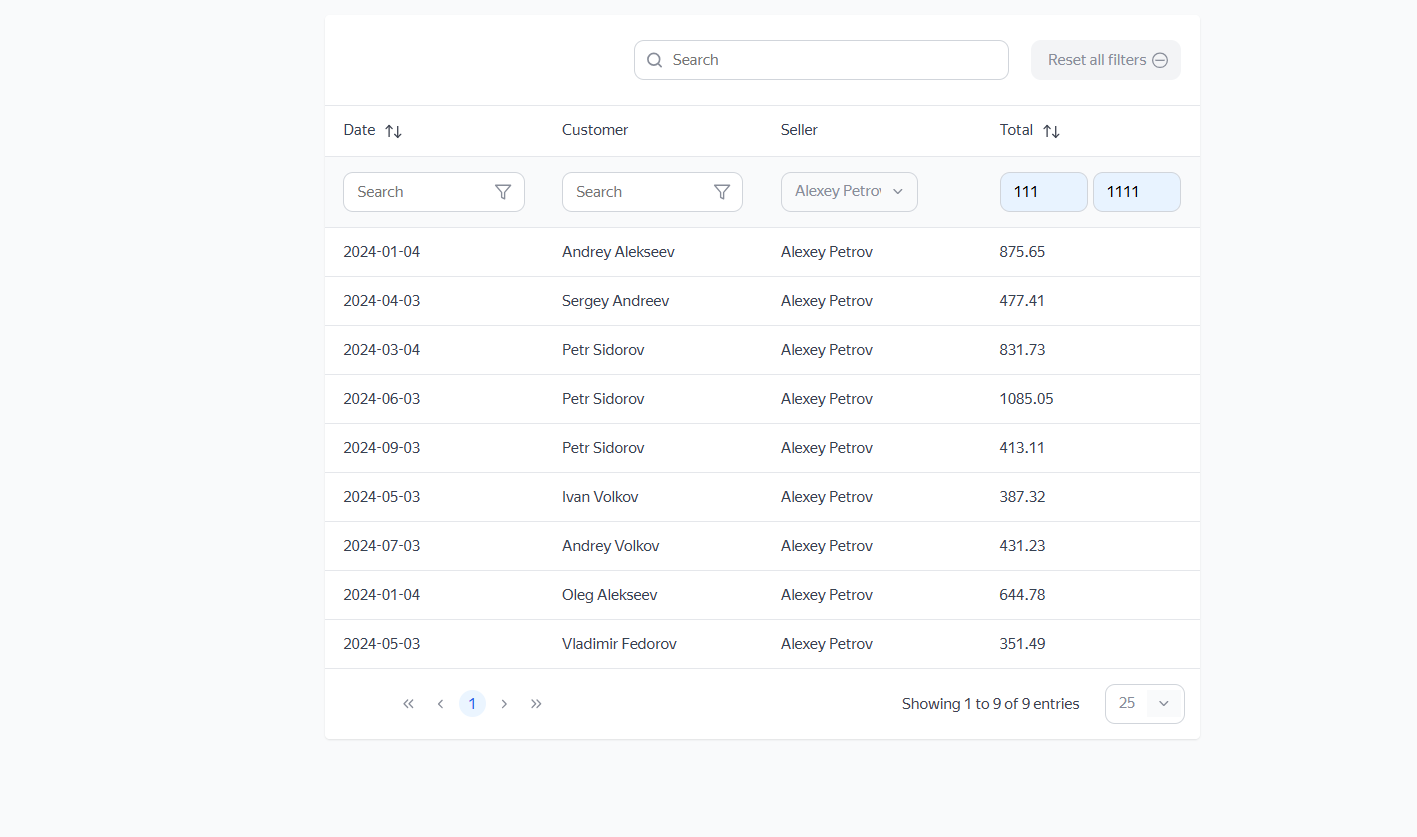 Search Reset all filters
Date Customer Seller Total
Search Search Alexey Petrov 111 1111
2024-01-04 Andrey Alekseev Alexey Petrov 875.65
2024-04-03 Sergey Andreev Alexey Petrov 477.41
2024-03-04 Petr Sidorov Alexey Petrov 831.73
2024-06-03 Petr Sidorov Alexey Petrov 1085.05
2024-09-03 Petr Sidorov Alexey Petrov 413.11
2024-05-03 Ivan Volkov Alexey Petrov 387.32
2024-07-03 Andrey Volkov Alexey Petrov 431.23
2024-01-04 Oleg Alekseev Alexey Petrov 644.78
2024-05-03 Vladimir Fedorov Alexey Petrov 351.49
« ‹ 1 › » Showing 1 to 9 of 9 entries 25